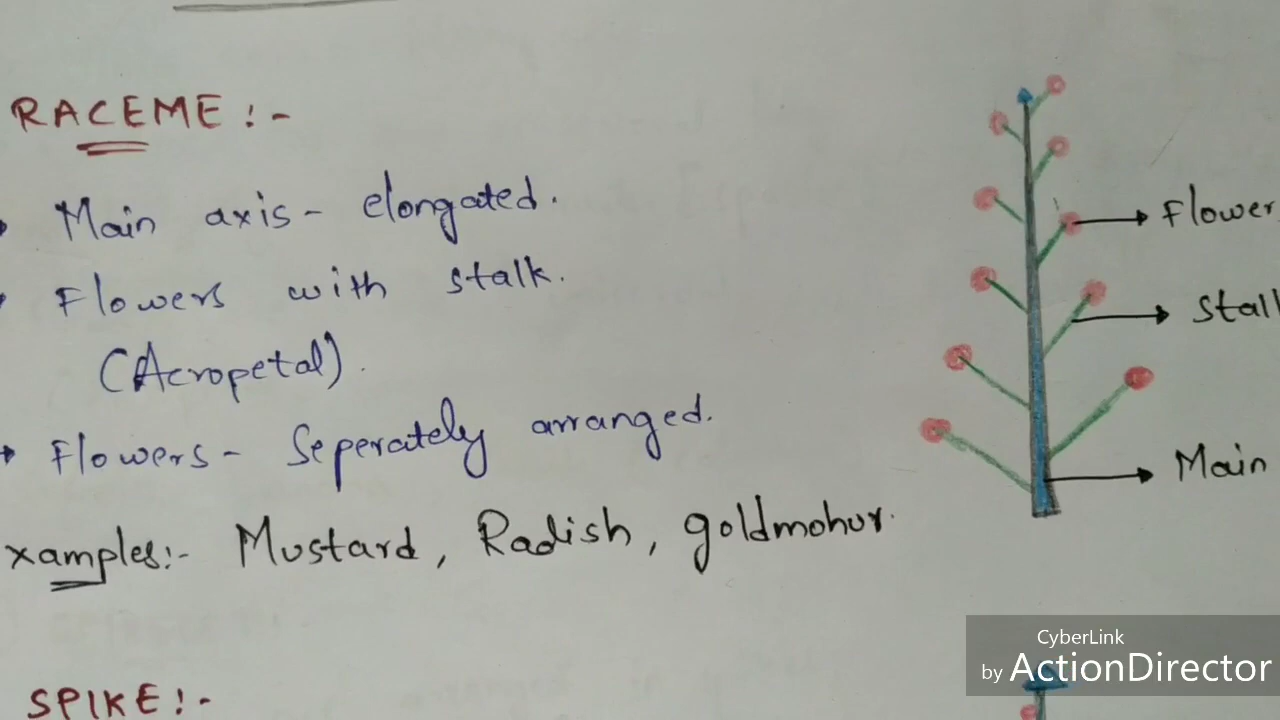 RACEME :-
Main axis - elongated.
Flowers with stalk.
(Acropetal).
Flowers - Seperately arranged.
xamples:- Mustard, Radish, goldmohur.
Flower
Stall
Main
SPIKE :-
CyberLink
by ActionDirector